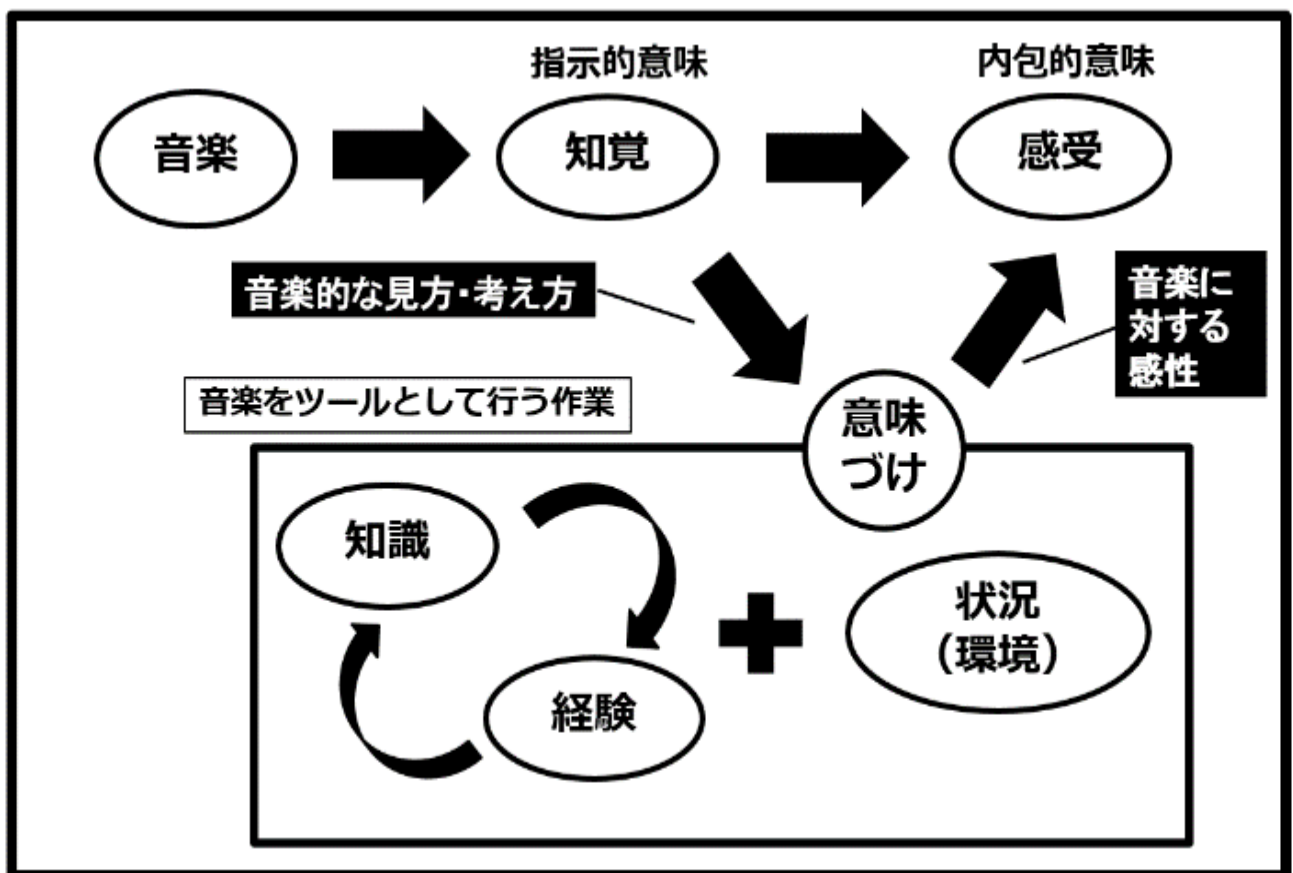 指示的意味
内包的意味
音楽
知覚
感受
音楽的な見方・考え方
音楽に
対する
感性
音楽をツールとして行う作業
意味
づけ
知識
状況
（環境）
経験